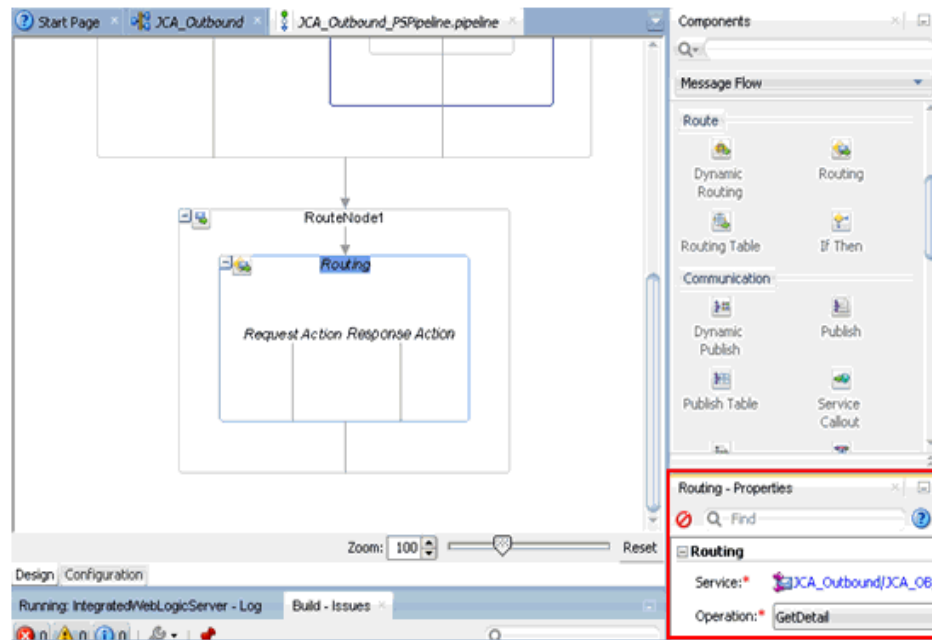 Start Page
JCA_Outbound
JCA_Outbound_PSPipeline.pipeline
RouteNode1
Routing
Request Action
Response Action
Zoom: 100
Reset
Design
Configuration
Running: IntegratedWebLogicServer - Log
Build - Issues
0
0
0
Components
Message Flow
Route
Dynamic
Routing
Routing
Routing Table
If Then
Communication
Dynamic
Publish
Publish
Publish Table
Service
Callout
Routing - Properties
Find
Routing
Service:*
JCA_Outbound/JCA_OB
Operation:*
GetDetail